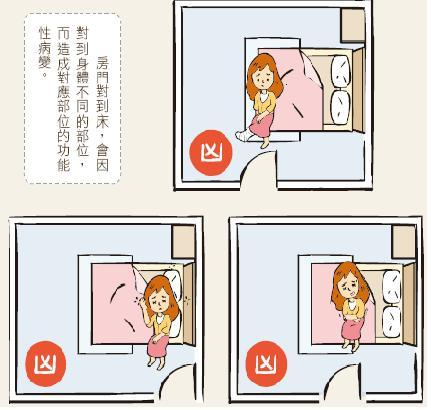 房門對到床，會因
對到身體不同的部位，
而造成對應部位的功能
性病變。
凶
凶
凶